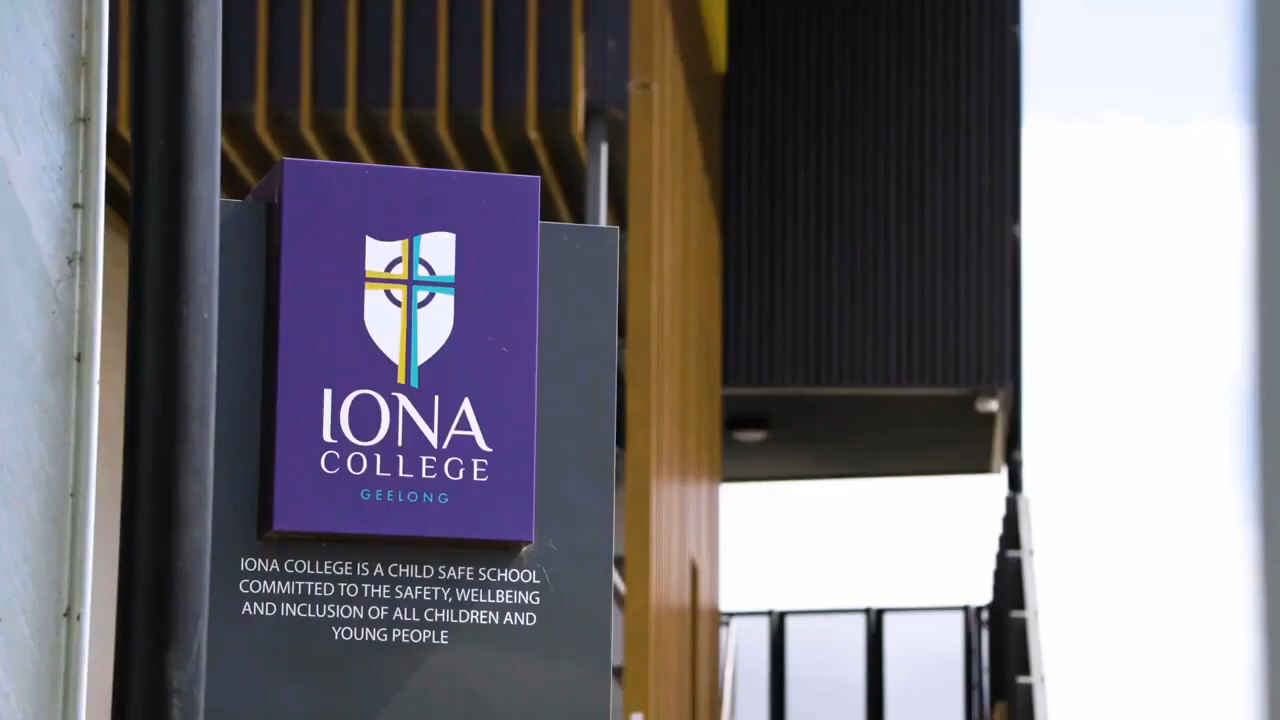 IONA
COLLEGE
GEELONG
IONA COLLEGE IS A CHILD SAFE SCHOOL
COMMITTED TO THE SAFETY, WELLBEING
AND INCLUSION OF ALL CHILDREN AND
YOUNG PEOPLE